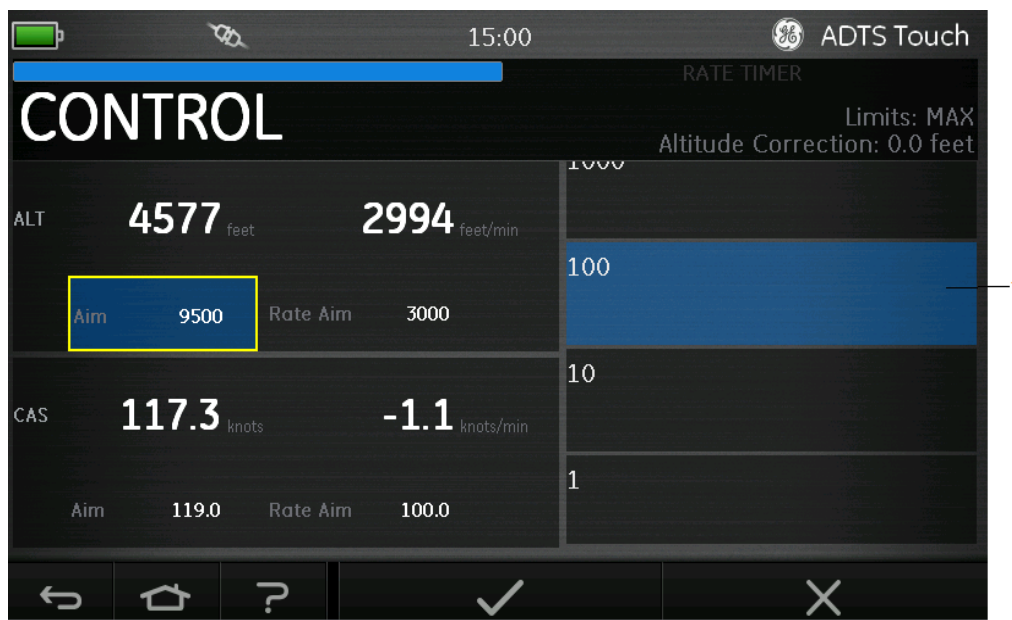 15:00
ADTS Touch
RATE TIMER
CONTROL
Limits: MAX
Altitude Correction: 0.0 feet
ALT 4577 feet 2994 feet/min
Aim 9500 Rate Aim 3000
CAS 117.3 knots -1.1 knots/min
Aim 119.0 Rate Aim 100.0
1000
100
10
1
?